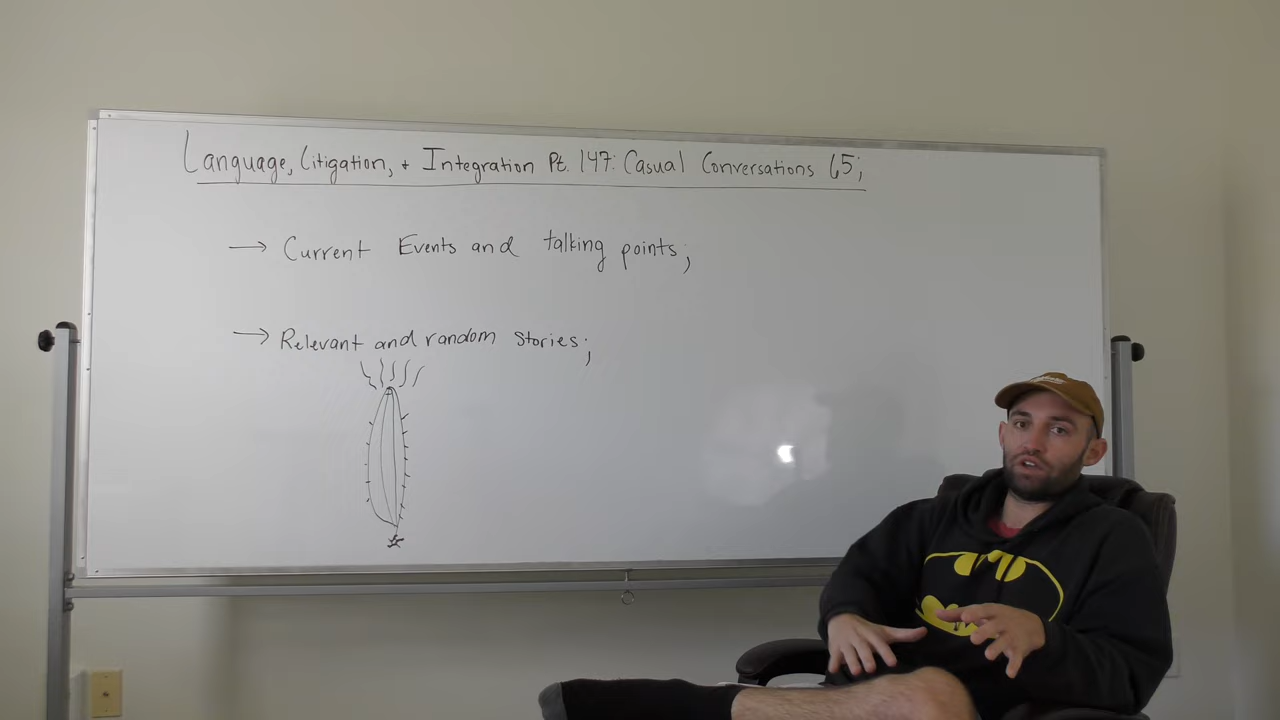 Language, Litigation, + Integration Pt. 147: Casual Conversations 65;
→ Current Events and talking points;
→ Relevant and random stories;